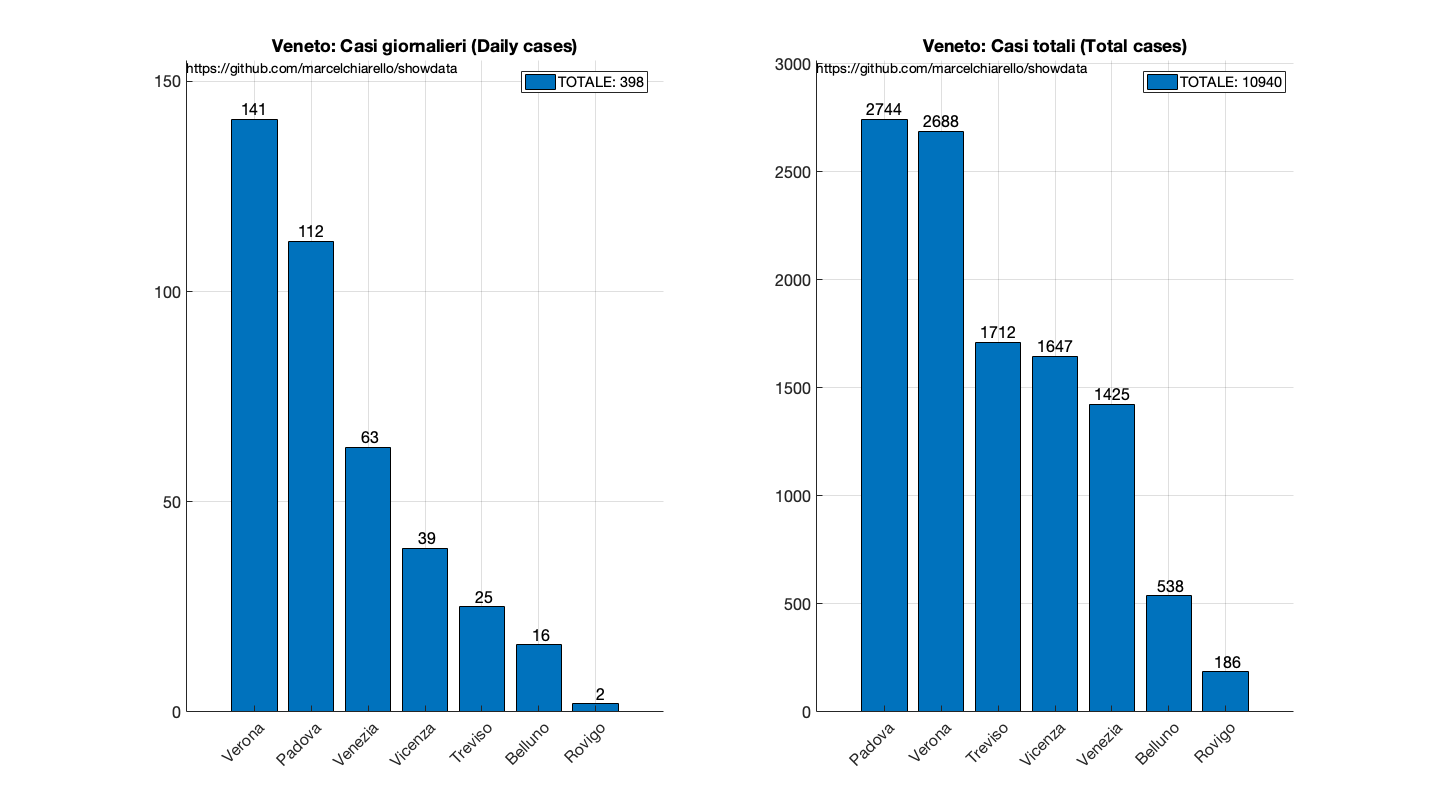 Veneto: Casi giornalieri (Daily cases)
https://github.com/marcelchiarello/showdata
TOTALE: 398
150
100
50
0
141
112
63
39
25
16
2
Verona
Padova
Venezia
Vicenza
Treviso
Belluno
Rovigo
Veneto: Casi totali (Total cases)
https://github.com/marcelchiarello/showdata
TOTALE: 10940
3000
2500
2000
1500
1000
500
0
2744
2688
1712
1647
1425
538
186
Padova
Verona
Treviso
Vicenza
Venezia
Belluno
Rovigo